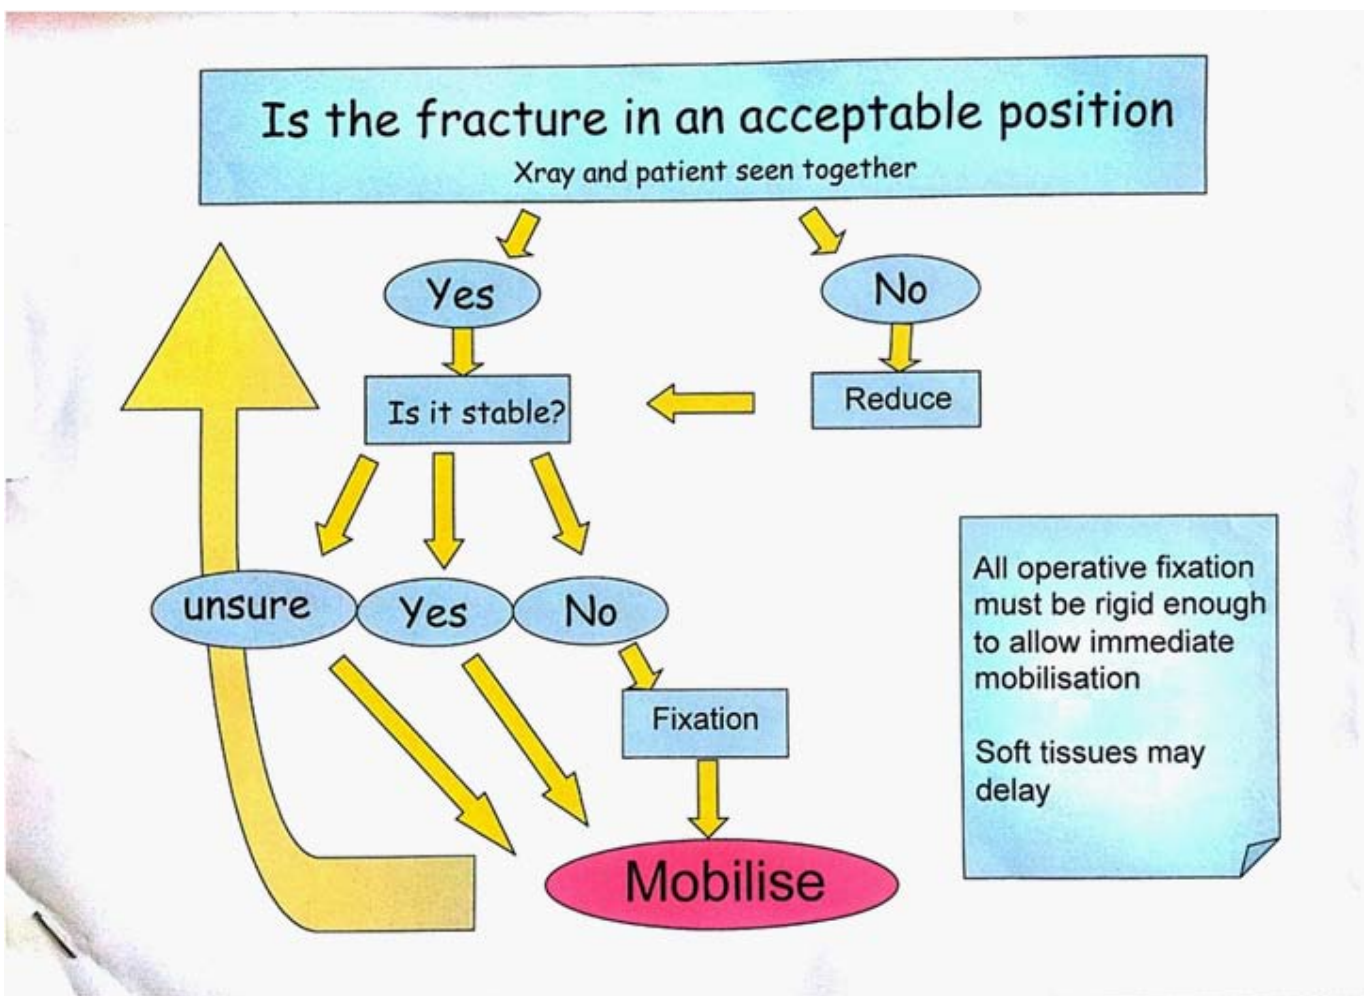 Is the fracture in an acceptable position
Xray and patient seen together
Yes
No
Is it stable?
Reduce
unsure
Yes
No
Fixation
Mobilise
All operative fixation
must be rigid enough
to allow immediate
mobilisation
Soft tissues may
delay